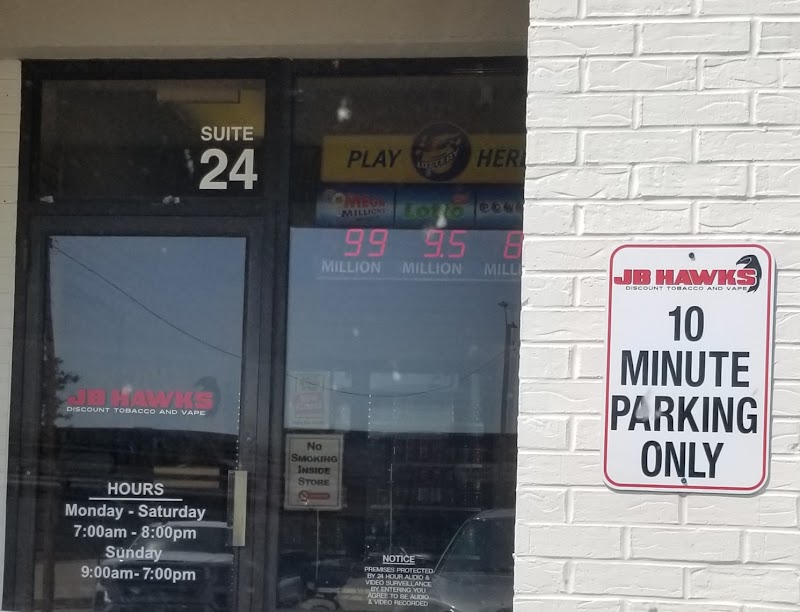 SUITE
24
PLAY
LOTTERY
MEGA
MILLIONS
Lotto
99 9.5 8
MILLION MILLION MILL
JB HAWKS
DISCOUNT TOBACCO AND VAPE
No
Smoking
Inside
Store
HOURS
Monday - Saturday
7:00am - 8:00pm
Sunday
9:00am- 7:00pm
NOTICE
PREMISES PROTECTED
BY 24 HOUR AUDIO &
VIDEO SURVEILLANCE
BY ENTERING YOU
AGREE TO BE AUDIO
& VIDEO RECORDED
JB HAWKS
DISCOUNT TOBACCO AND VAPE
10
MINUTE
PARKING
ONLY